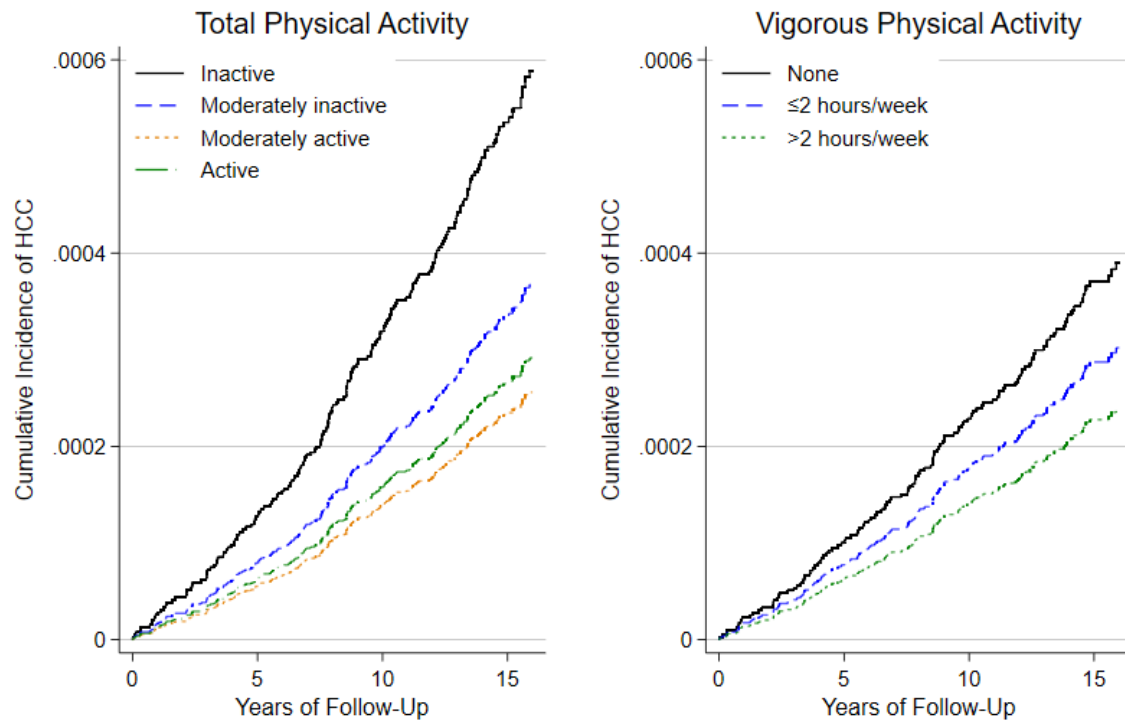 Total Physical Activity
.0006
.0004
.0002
0
Cumulative Incidence of HCC
Inactive
Moderately inactive
Moderately active
Active
0 5 10 15
Years of Follow-Up
Vigorous Physical Activity
.0006
.0004
.0002
0
Cumulative Incidence of HCC
None
≤2 hours/week
>2 hours/week
0 5 10 15
Years of Follow-Up